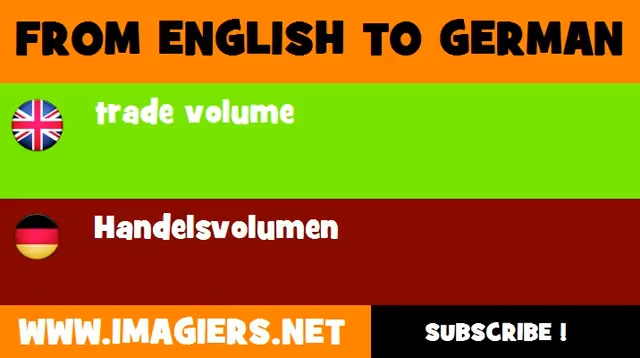 FROM ENGLISH TO GERMAN
trade volume
Handelsvolumen
WWW.IMAGIERS.NET
SUBSCRIBE !